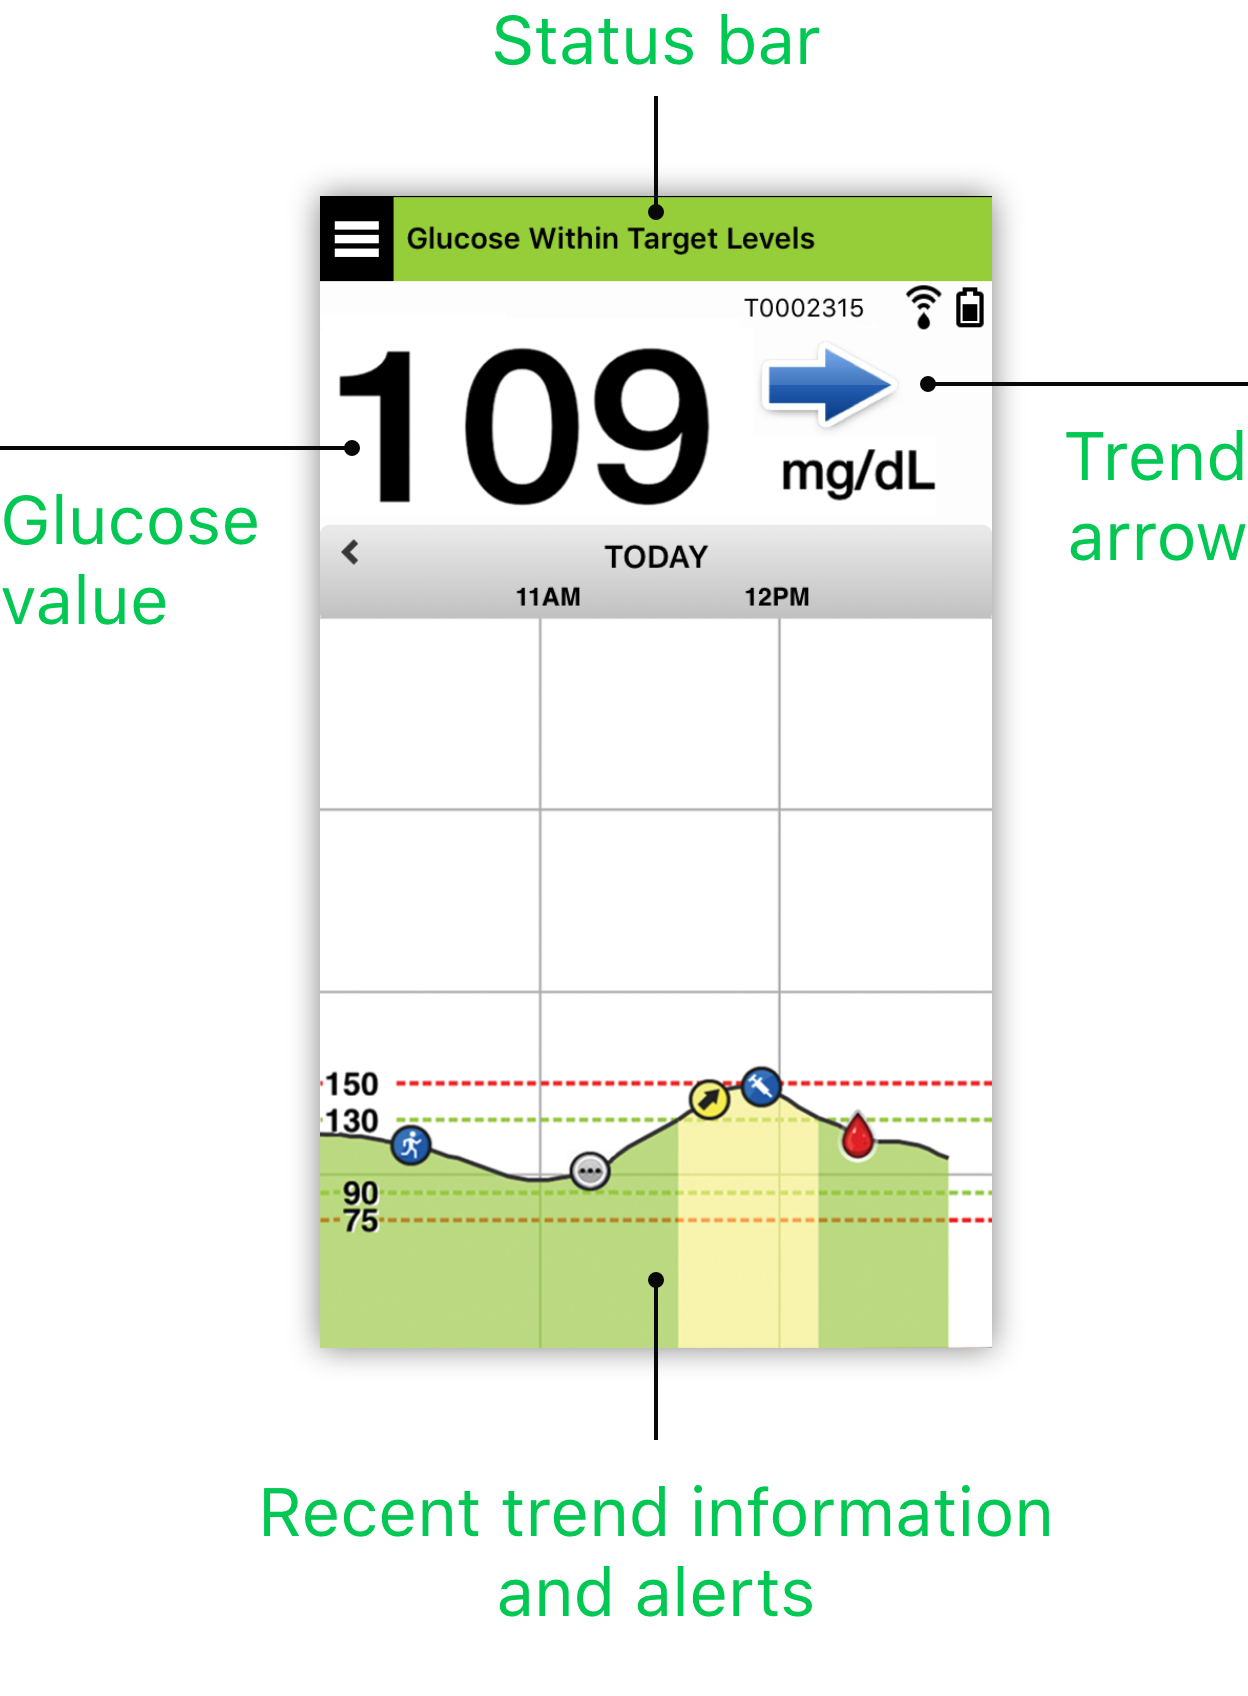 Status bar
Glucose Within Target Levels
T0002315
109
mg/dL
Glucose
value
Trend
arrow
TODAY
11AM 12PM
150
130
90
75
Recent trend information
and alerts